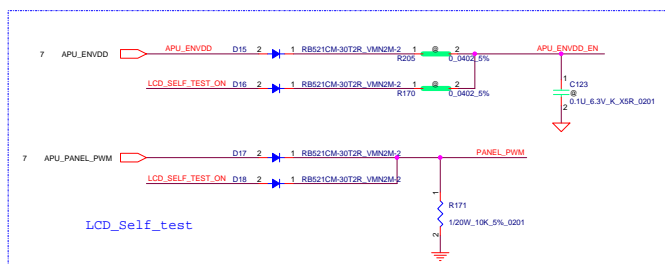 7 APU_ENVDD APU_ENVDD D15 2 1 RB521CM-30T2R_VMN2M-2 1 @ 2 APU_ENVDD_EN
R205 0_0402_5%
LCD_SELF_TEST_ON D16 2 1 RB521CM-30T2R_VMN2M-2 1 @ 2
R170 0_0402_5%
1
C123
@
0.1U_6.3V_K_X5R_0201
2
7 APU_PANEL_PWM D17 2 1 RB521CM-30T2R_VMN2M-2 PANEL_PWM
LCD_SELF_TEST_ON D18 2 1 RB521CM-30T2R_VMN2M-2
1
R171
1/20W_10K_5%_0201
2
LCD_Self_test